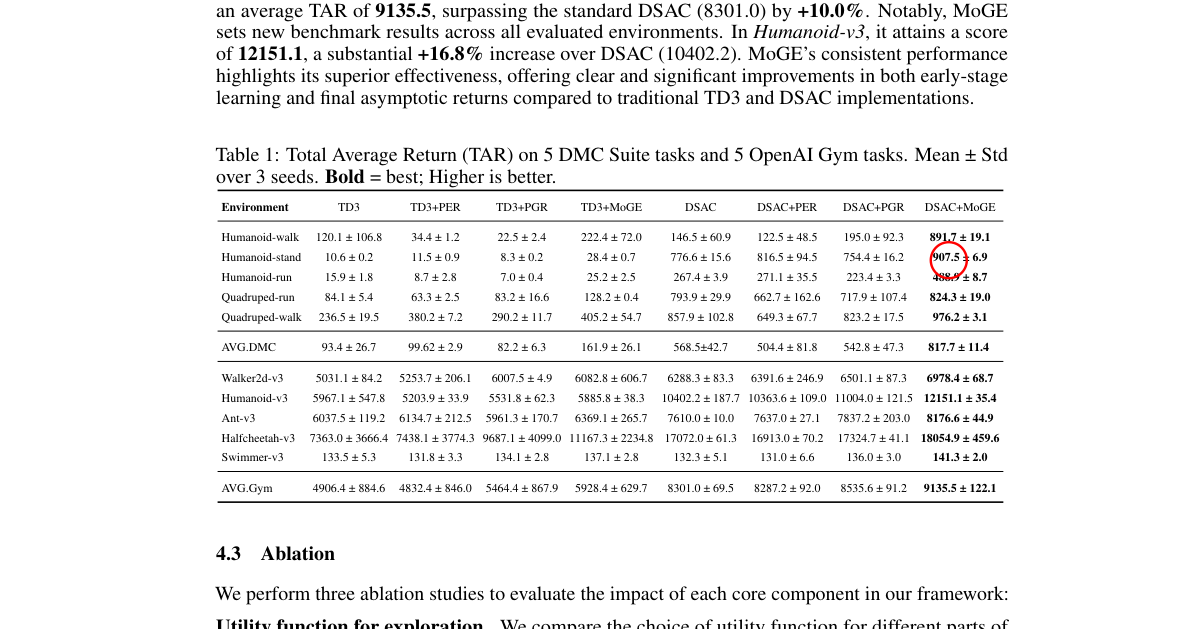 an average TAR of 9135.5, surpassing the standard DSAC (8301.0) by +10.0%. Notably, MoGE
sets new benchmark results across all evaluated environments. In Humanoid-v3, it attains a score
of 12151.1, a substantial +16.8% increase over DSAC (10402.2). MoGE's consistent performance
highlights its superior effectiveness, offering clear and significant improvements in both early-stage
learning and final asymptotic returns compared to traditional TD3 and DSAC implementations.
Table 1: Total Average Return (TAR) on 5 DMC Suite tasks and 5 OpenAI Gym tasks. Mean ± Std
over 3 seeds. Bold = best; Higher is better.
Environment TD3 TD3+PER TD3+PGR TD3+MoGE DSAC DSAC+PER DSAC+PGR DSAC+MoGE
Humanoid-walk 120.1 ± 106.8 34.4 ± 1.2 22.5 ± 2.4 222.4 ± 72.0 146.5 ± 60.9 122.5 ± 48.5 195.0 ± 92.3 891.7 ± 19.1
Humanoid-stand 10.6 ± 0.2 11.5 ± 0.9 8.3 ± 0.2 28.4 ± 0.7 776.6 ± 15.6 816.5 ± 94.5 754.4 ± 16.2 907.5 ± 6.9
Humanoid-run 15.9 ± 1.8 8.7 ± 2.8 7.0 ± 0.4 25.2 ± 2.5 267.4 ± 3.9 271.1 ± 35.5 223.4 ± 3.3 488.9 ± 8.7
Quadruped-run 84.1 ± 5.4 63.3 ± 2.5 83.2 ± 16.6 128.2 ± 0.4 793.9 ± 29.9 662.7 ± 162.6 717.9 ± 107.4 824.3 ± 19.0
Quadruped-walk 236.5 ± 19.5 380.2 ± 7.2 290.2 ± 11.7 405.2 ± 54.7 857.9 ± 102.8 649.3 ± 67.7 823.2 ± 17.5 976.2 ± 3.1
AVG.DMC 93.4 ± 26.7 99.62 ± 2.9 82.2 ± 6.3 161.9 ± 26.1 568.5±42.7 504.4 ± 81.8 542.8 ± 47.3 817.7 ± 11.4
Walker2d-v3 5031.1 ± 84.2 5253.7 ± 206.1 6007.5 ± 4.9 6082.8 ± 606.7 6288.3 ± 83.3 6391.6 ± 246.9 6501.1 ± 87.3 6978.4 ± 68.7
Humanoid-v3 5967.1 ± 547.8 5203.9 ± 33.9 5531.8 ± 62.3 5885.8 ± 38.3 10402.2 ± 187.7 10363.6 ± 109.0 11004.0 ± 121.5 12151.1 ± 35.4
Ant-v3 6037.5 ± 119.2 6134.7 ± 212.5 5961.3 ± 170.7 6369.1 ± 265.7 7610.0 ± 10.0 7637.0 ± 27.1 7837.2 ± 203.0 8176.6 ± 44.9
Halfcheetah-v3 7363.0 ± 3666.4 7438.1 ± 3774.3 9687.1 ± 4099.0 11167.3 ± 2234.8 17072.0 ± 61.3 16913.0 ± 70.2 17324.7 ± 41.1 18054.9 ± 459.6
Swimmer-v3 133.5 ± 5.3 131.8 ± 3.3 134.1 ± 2.8 137.1 ± 2.8 132.3 ± 5.1 131.0 ± 6.6 136.0 ± 3.0 141.3 ± 2.0
AVG.Gym 4906.4 ± 884.6 4832.4 ± 846.0 5464.4 ± 867.9 5928.4 ± 629.7 8301.0 ± 69.5 8287.2 ± 92.0 8535.6 ± 91.2 9135.5 ± 122.1
4.3 Ablation
We perform three ablation studies to evaluate the impact of each core component in our framework:
Utility function for exploration. We compare the choice of utility function for different parts of